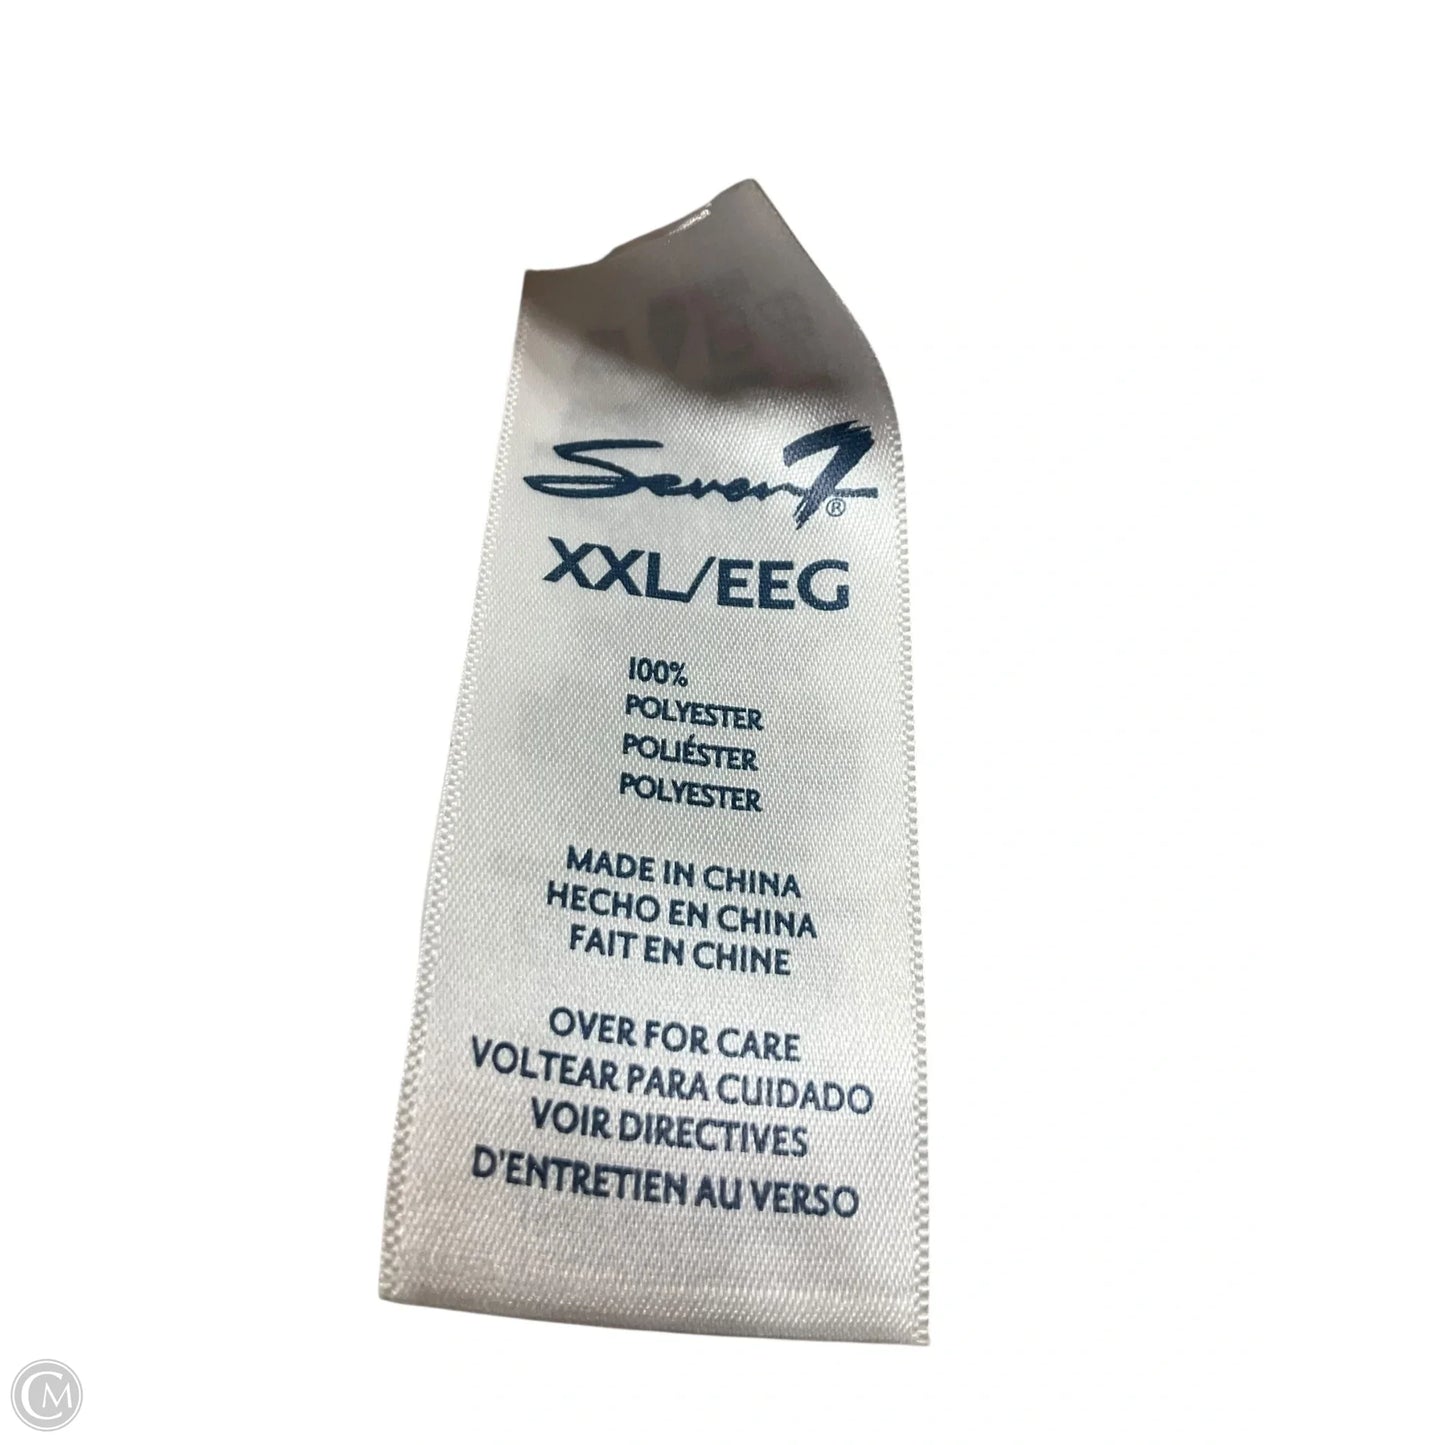 Seven7®
XXL/EEG
100%
POLYESTER
POLIÉSTER
POLYESTER
MADE IN CHINA
HECHO EN CHINA
FAIT EN CHINE
OVER FOR CARE
VOLTEAR PARA CUIDADO
VOIR DIRECTIVES
D'ENTRETIEN AU VERSO
CM